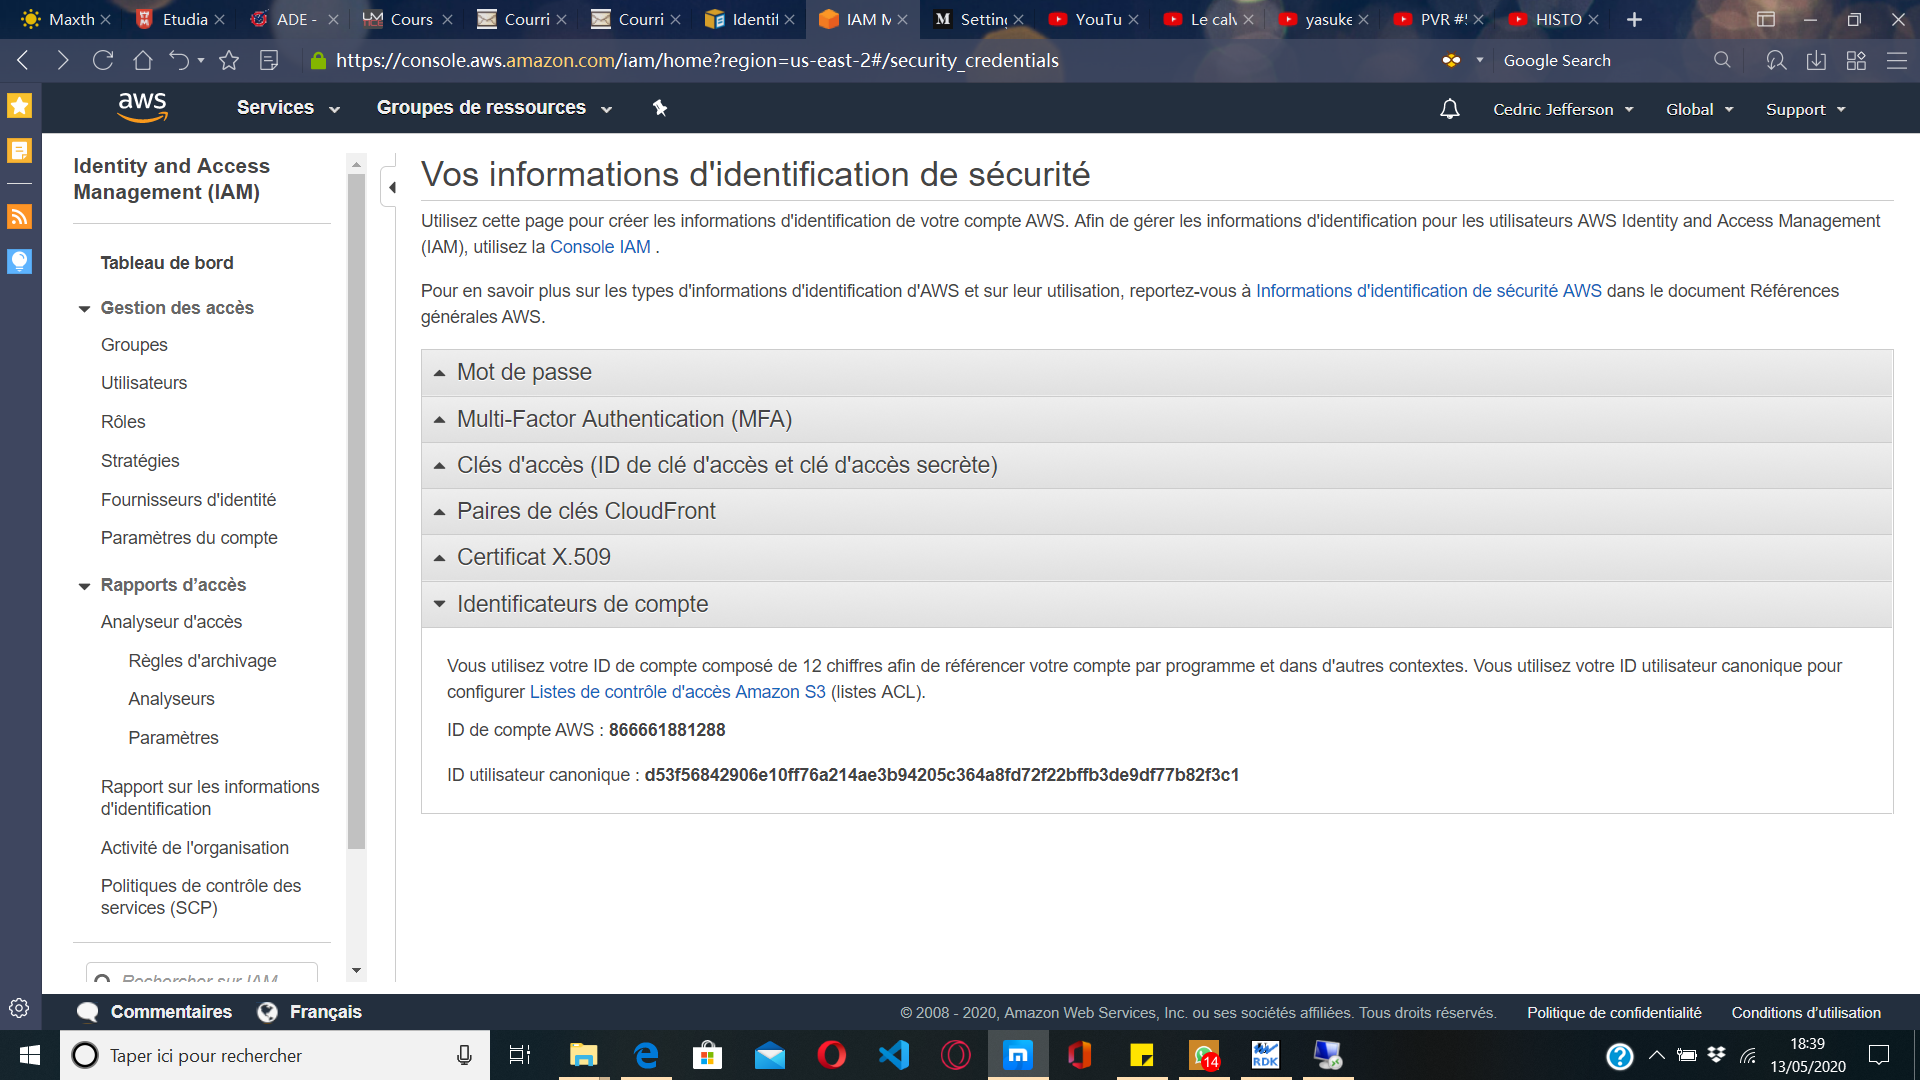 Maxth
Etudia
ADE -
Cours
Courri
Courri
Identif
IAM M
Setting
YouTu
Le calv
yasuke
PVR #!
HISTO
https://console.aws.amazon.com/iam/home?region=us-east-2#/security_credentials
Google Search
aws
Services
Groupes de ressources
Cedric Jefferson
Global
Support
Identity and Access
Management (IAM)
Tableau de bord
Gestion des accès
Groupes
Utilisateurs
Rôles
Stratégies
Fournisseurs d'identité
Paramètres du compte
Rapports d’accès
Analyseur d'accès
Règles d'archivage
Analyseurs
Paramètres
Rapport sur les informations
d'identification
Activité de l'organisation
Politiques de contrôle des
services (SCP)
Rechercher sur IAM
Vos informations d'identification de sécurité
Utilisez cette page pour créer les informations d'identification de votre compte AWS. Afin de gérer les informations d'identification pour les utilisateurs AWS Identity and Access Management
(IAM), utilisez la Console IAM .
Pour en savoir plus sur les types d'informations d'identification d'AWS et sur leur utilisation, reportez-vous à Informations d'identification de sécurité AWS dans le document Références
générales AWS.
Mot de passe
Multi-Factor Authentication (MFA)
Clés d'accès (ID de clé d'accès et clé d'accès secrète)
Paires de clés CloudFront
Certificat X.509
Identificateurs de compte
Vous utilisez votre ID de compte composé de 12 chiffres afin de référencer votre compte par programme et dans d'autres contextes. Vous utilisez votre ID utilisateur canonique pour
configurer Listes de contrôle d'accès Amazon S3 (listes ACL).
ID de compte AWS : 866661881288
ID utilisateur canonique : d53f56842906e10ff76a214ae3b94205c364a8fd72f22bffb3de9df77b82f3c1
Commentaires
Français
© 2008 - 2020, Amazon Web Services, Inc. ou ses sociétés affiliées. Tous droits réservés.
Politique de confidentialité
Conditions d’utilisation
Taper ici pour rechercher
14
RDK
18:39
13/05/2020